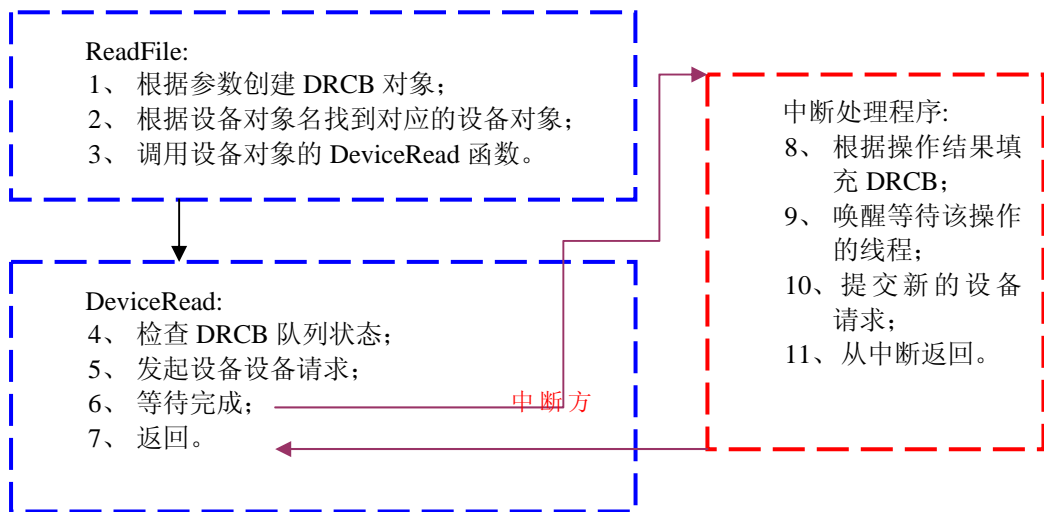 ReadFile:
1、 根据参数创建 DRCB 对象；
2、 根据设备对象名找到对应的设备对象；
3、 调用设备对象的 DeviceRead 函数。
DeviceRead:
4、 检查 DRCB 队列状态；
5、 发起设备设备请求；
6、 等待完成；
7、 返回。
中断方
中断处理程序:
8、 根据操作结果填
充 DRCB；
9、 唤醒等待该操作
的线程；
10、提交新的设备
请求；
11、从中断返回。